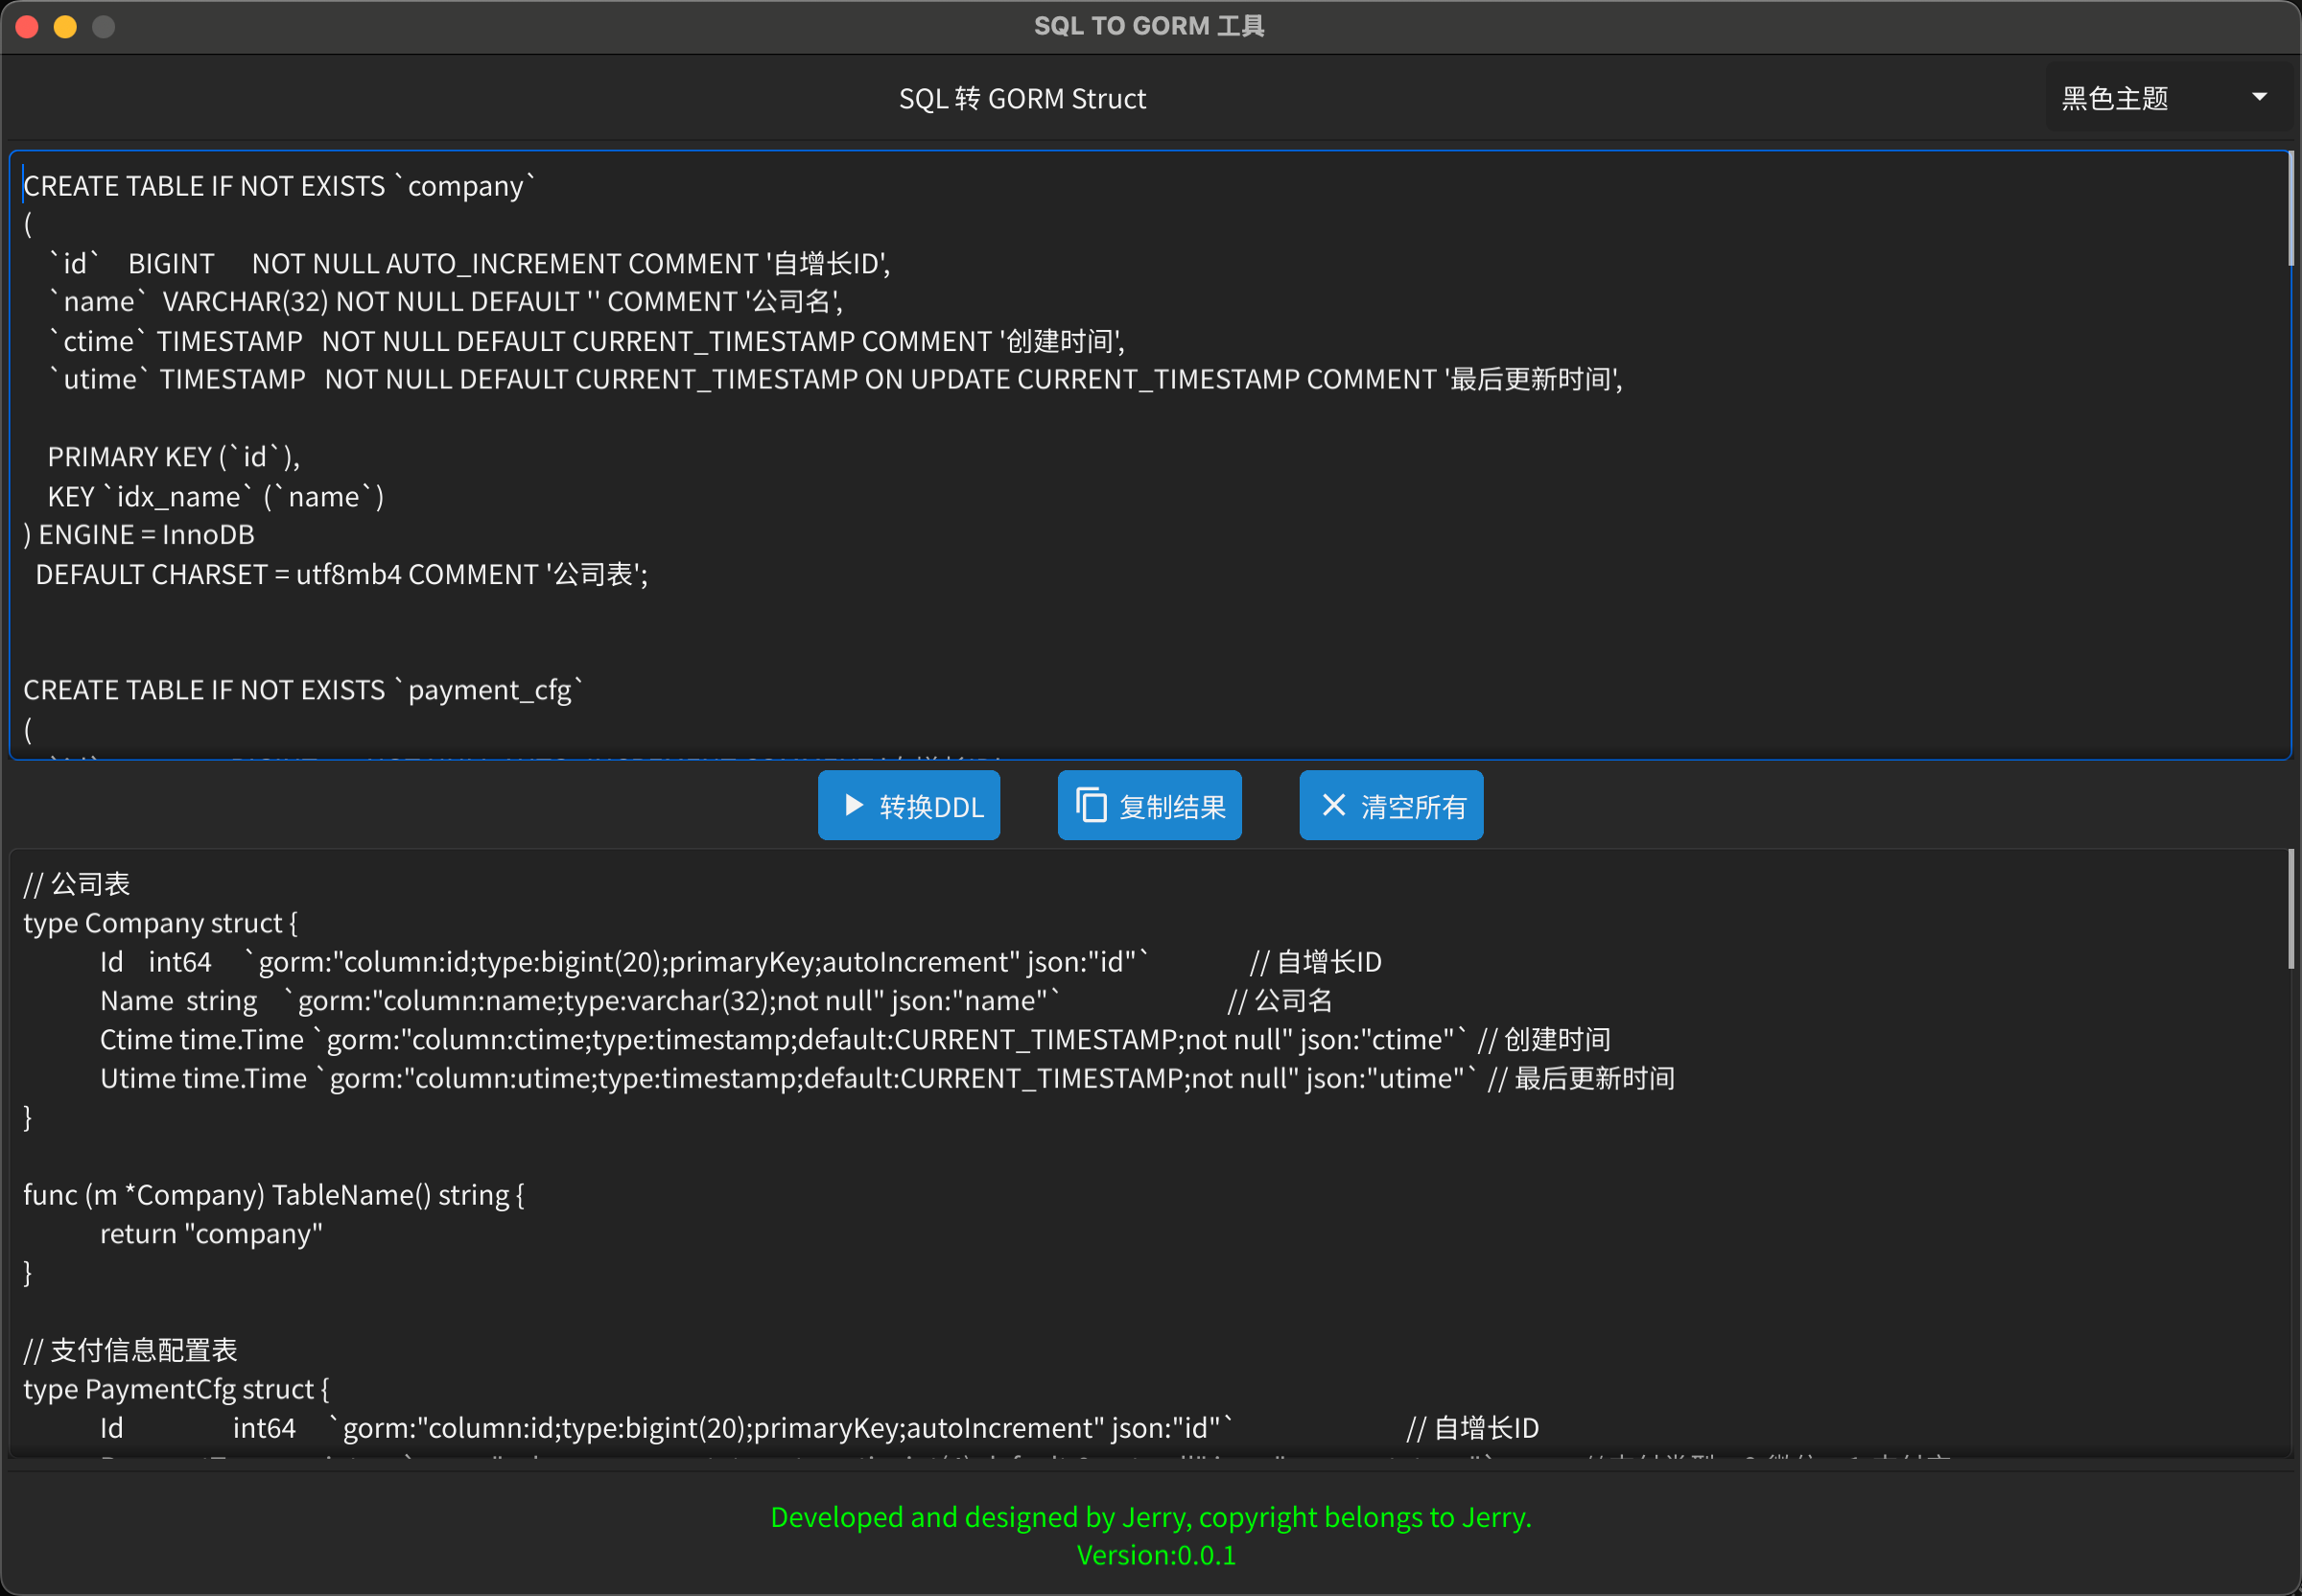 SQL TO GORM 工具
SQL 转 GORM Struct
黑色主题
CREATE TABLE IF NOT EXISTS `company`
(
    `id`    BIGINT      NOT NULL AUTO_INCREMENT COMMENT '自增长ID',
    `name`  VARCHAR(32) NOT NULL DEFAULT '' COMMENT '公司名',
    `ctime` TIMESTAMP   NOT NULL DEFAULT CURRENT_TIMESTAMP COMMENT '创建时间',
    `utime` TIMESTAMP   NOT NULL DEFAULT CURRENT_TIMESTAMP ON UPDATE CURRENT_TIMESTAMP COMMENT '最后更新时间',
    PRIMARY KEY (`id`),
    KEY `idx_name` (`name`)
) ENGINE = InnoDB
  DEFAULT CHARSET = utf8mb4 COMMENT '公司表';
CREATE TABLE IF NOT EXISTS `payment_cfg`
(
转换DDL
复制结果
清空所有
// 公司表
type Company struct {
	Id    int64     `gorm:"column:id;type:bigint(20);primaryKey;autoIncrement" json:"id"`                // 自增长ID
	Name  string    `gorm:"column:name;type:varchar(32);not null" json:"name"`                           // 公司名
	Ctime time.Time `gorm:"column:ctime;type:timestamp;default:CURRENT_TIMESTAMP;not null" json:"ctime"` // 创建时间
	Utime time.Time `gorm:"column:utime;type:timestamp;default:CURRENT_TIMESTAMP;not null" json:"utime"` // 最后更新时间
}
func (m *Company) TableName() string {
	return "company"
}
// 支付信息配置表
type PaymentCfg struct {
	Id                 int64     `gorm:"column:id;type:bigint(20);primaryKey;autoIncrement" json:"id"`                            // 自增长ID
Developed and designed by Jerry, copyright belongs to Jerry.
Version:0.0.1